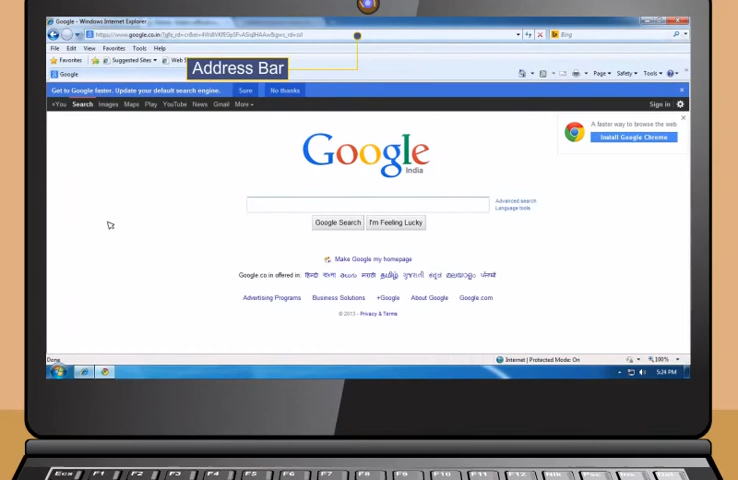 Google - Windows Internet Explorer
Bing
File Edit View Favorites Tools Help
Favorites Suggested Sites
Address Bar
Google
Page Safety Tools
Get to Google faster. Update your default search engine. Sure No thanks
+You Search Images Maps Play YouTube News Gmail More Sign in
A faster way to browse the web
Install Google Chrome
Google
India
Advanced search
Language tools
Google Search I'm Feeling Lucky
Make Google my homepage
Google.co.in offered in: हिन्दी বাংলা తెలుగు मराठी தமிழ் ગુજરાતી ಕನ್ನಡ മലയാളം ਪੰਜਾਬੀ
Advertising Programs Business Solutions +Google About Google Google.com
© 2013 - Privacy & Terms
Done Internet | Protected Mode: On 100%
5:24 PM
Esc F1 F2 F3 F4 F5 F6 F7 F8 F9 F10 F11 F12